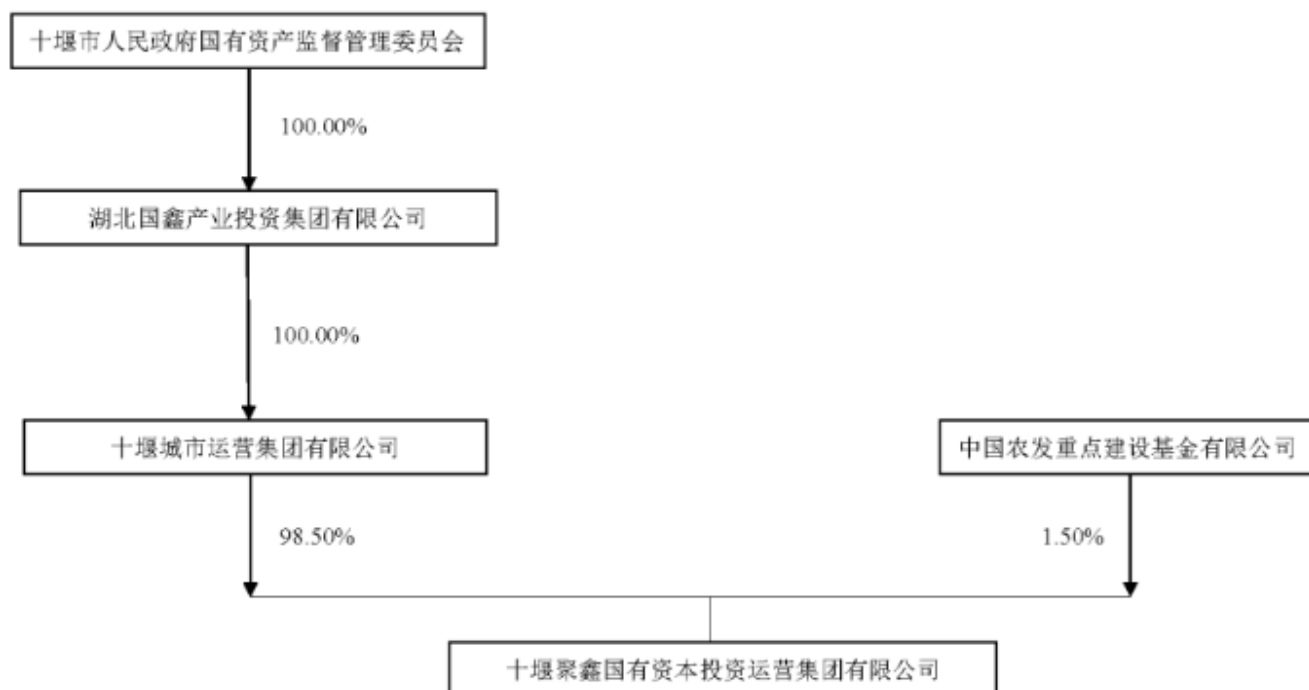 十堰市人民政府国有资产监督管理委员会
100.00%
湖北国鑫产业投资集团有限公司
100.00%
十堰城市运营集团有限公司
中国农发重点建设基金有限公司
98.50%
1.50%
十堰聚鑫国有资本投资运营集团有限公司